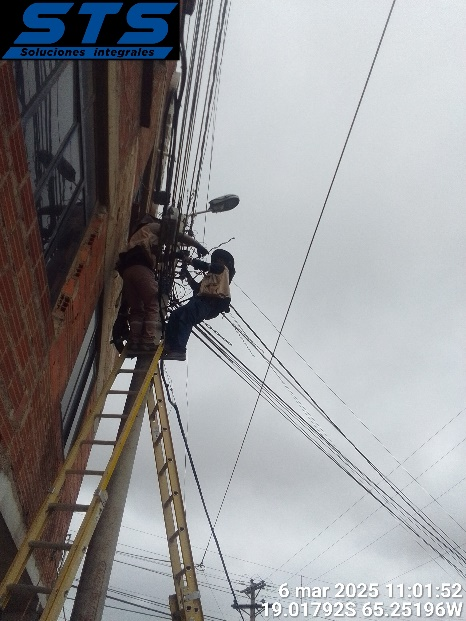 STS
Soluciones integrales
6 mar 2025 11:01:52
19.01792S 65.25196W